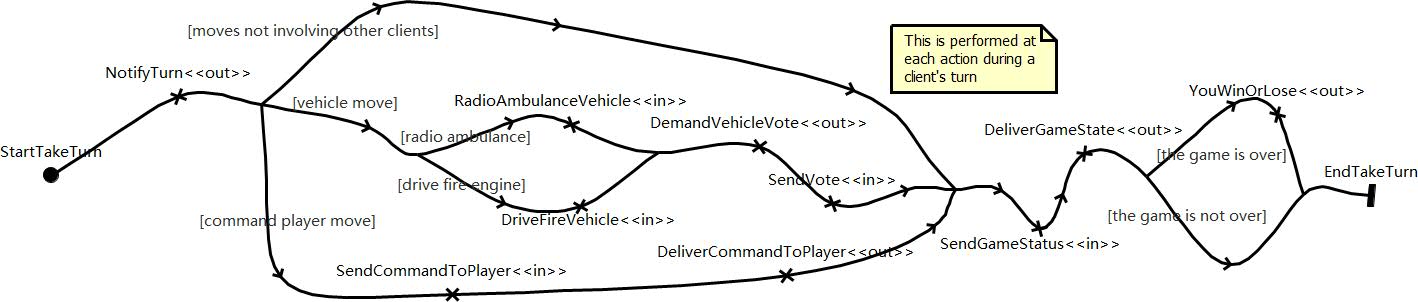 [moves not involving other clients]
This is performed at
each action during a
client's turn
NotifyTurn<<out>>
YouWinOrLose<<out>>
[vehicle move]
RadioAmbulanceVehicle<<in>>
DemandVehicleVote<<out>>
DeliverGameState<<out>>
[radio ambulance]
StartTakeTurn
[the game is over]
EndTakeTurn
[drive fire engine]
SendVote<<in>>
[command player move]
DriveFireVehicle<<in>>
[the game is not over]
SendGameStatus<<in>>
DeliverCommandToPlayer<<out>>
SendCommandToPlayer<<in>>